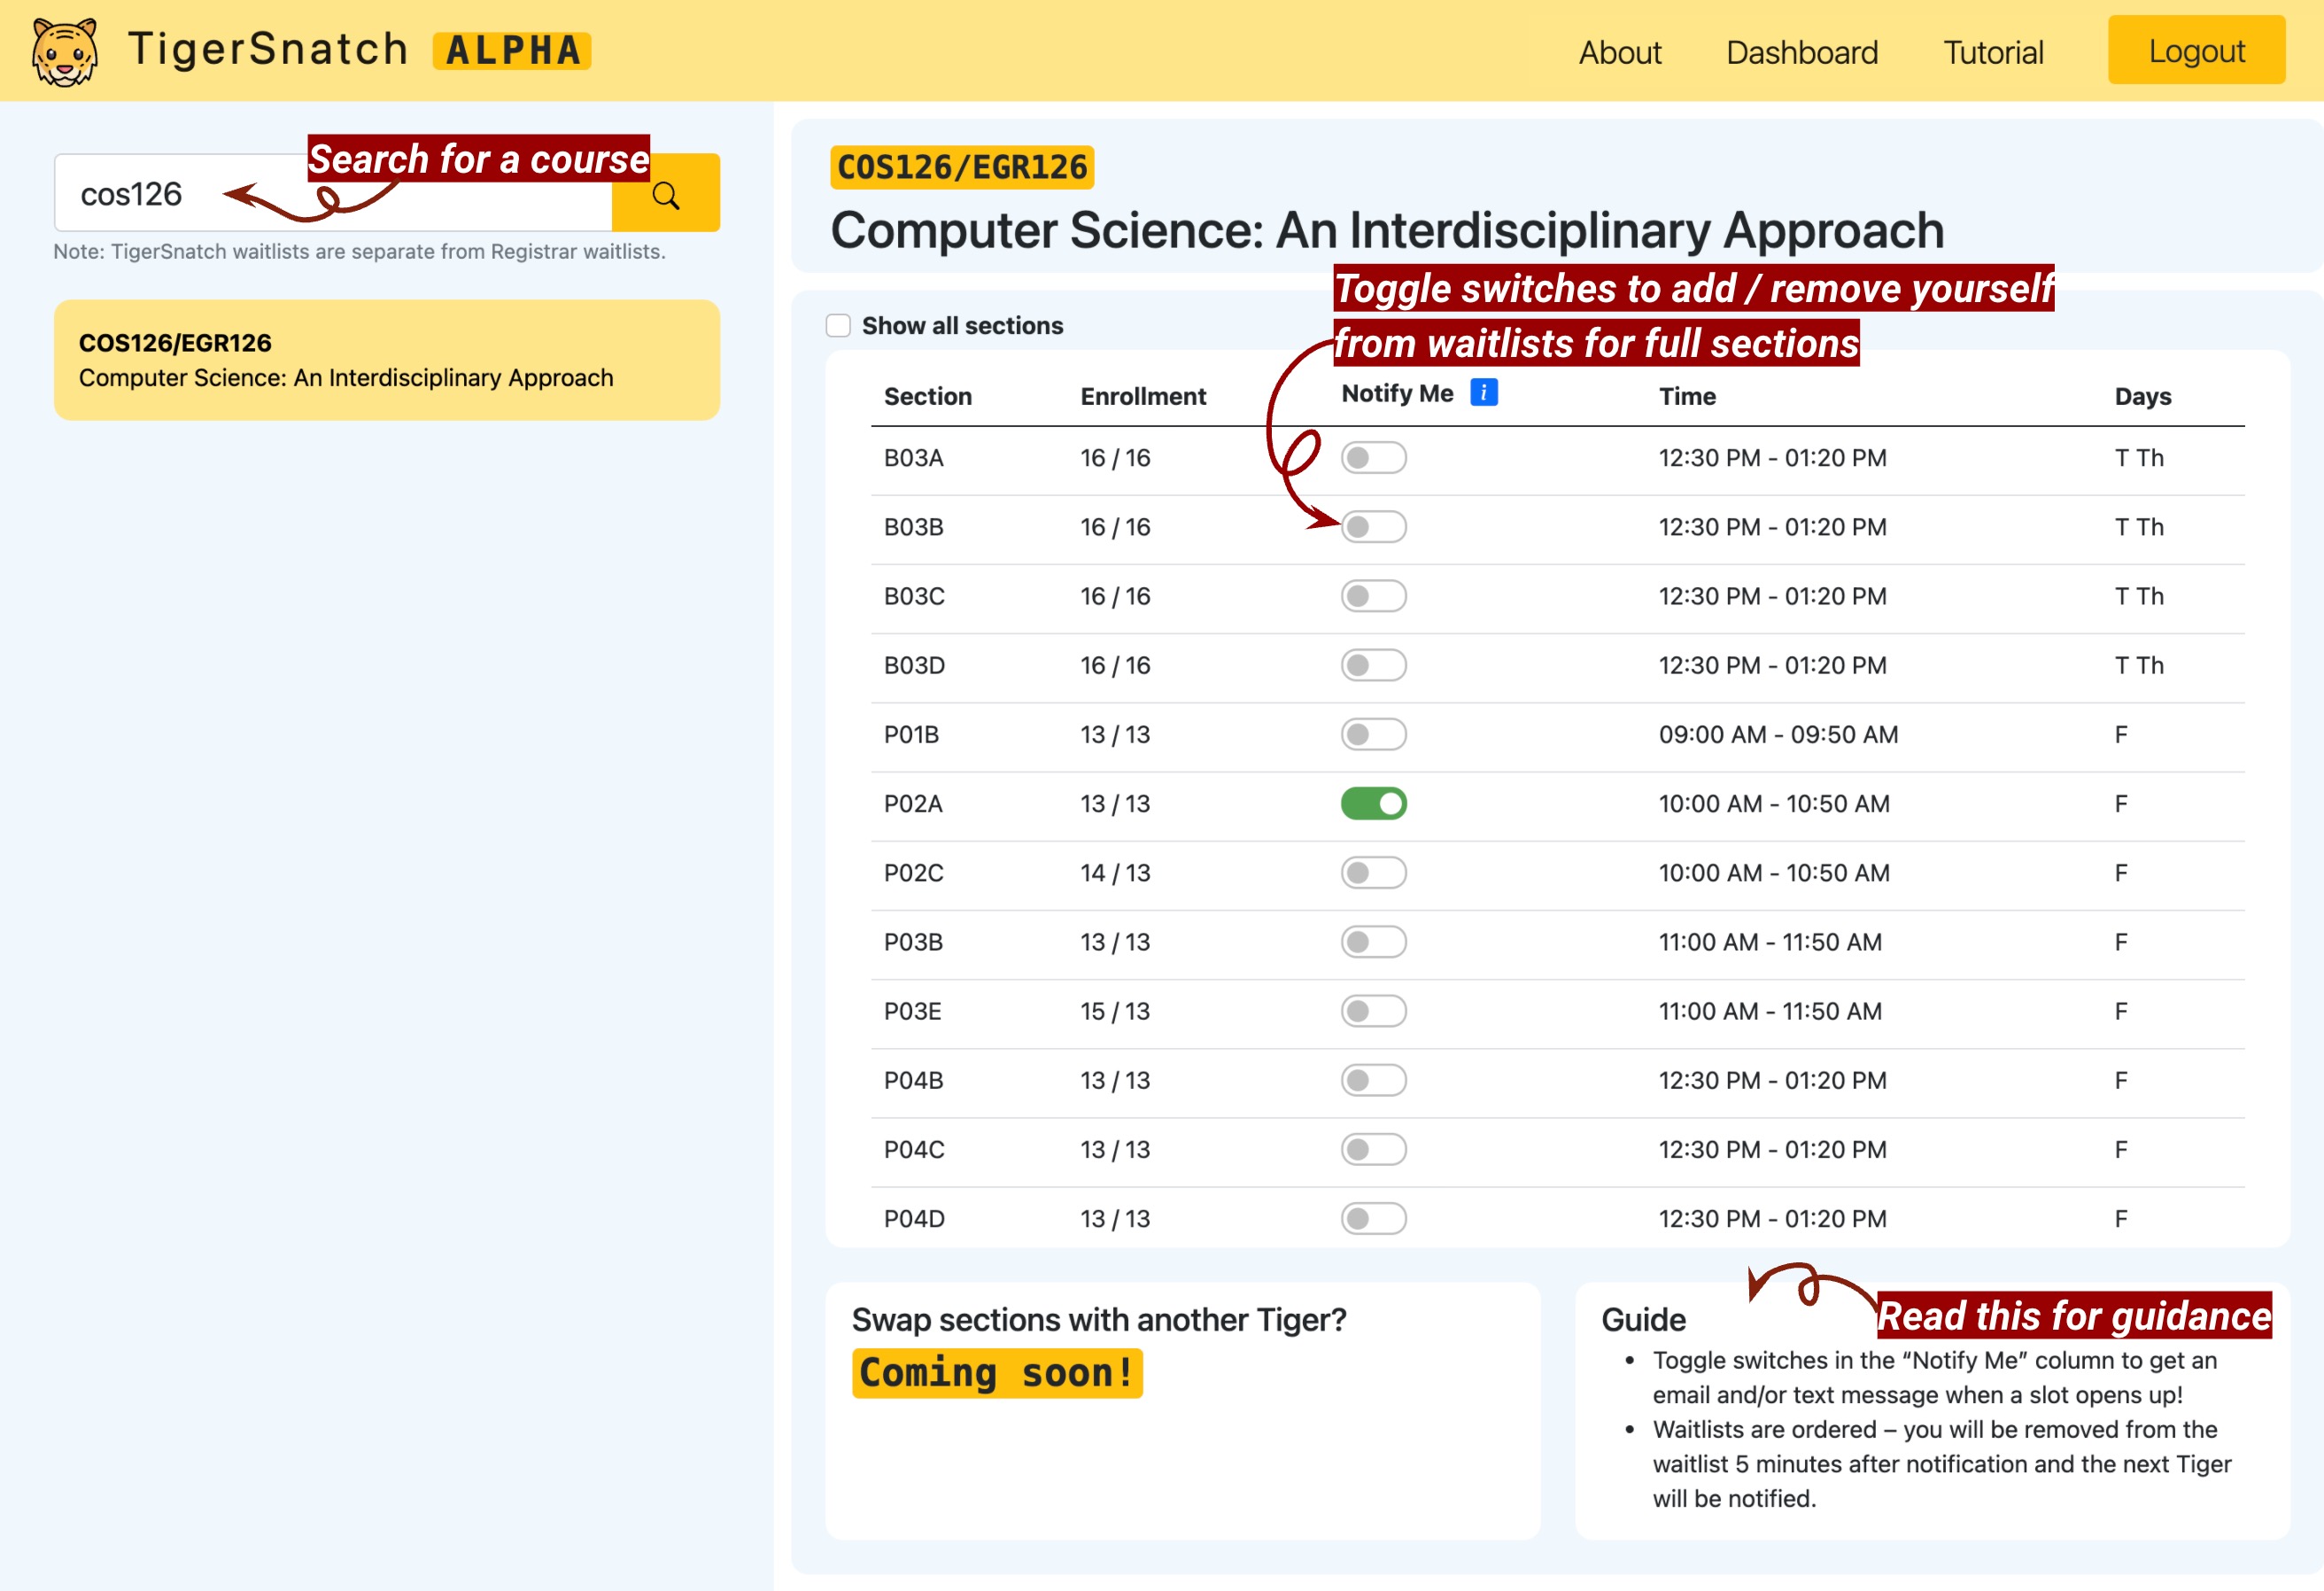 TigerSnatch ALPHA
About Dashboard Tutorial Logout
Search for a course
cos126
Note: TigerSnatch waitlists are separate from Registrar waitlists.
COS126/EGR126
Computer Science: An Interdisciplinary Approach
COS126/EGR126
Computer Science: An Interdisciplinary Approach
Toggle switches to add / remove yourself
from waitlists for full sections
Show all sections
Section Enrollment Notify Me i Time Days
B03A 16 / 16 12:30 PM - 01:20 PM T Th
B03B 16 / 16 12:30 PM - 01:20 PM T Th
B03C 16 / 16 12:30 PM - 01:20 PM T Th
B03D 16 / 16 12:30 PM - 01:20 PM T Th
P01B 13 / 13 09:00 AM - 09:50 AM F
P02A 13 / 13 10:00 AM - 10:50 AM F
P02C 14 / 13 10:00 AM - 10:50 AM F
P03B 13 / 13 11:00 AM - 11:50 AM F
P03E 15 / 13 11:00 AM - 11:50 AM F
P04B 13 / 13 12:30 PM - 01:20 PM F
P04C 13 / 13 12:30 PM - 01:20 PM F
P04D 13 / 13 12:30 PM - 01:20 PM F
Swap sections with another Tiger?
Coming soon!
Read this for guidance
Guide
• Toggle switches in the “Notify Me” column to get an
email and/or text message when a slot opens up!
• Waitlists are ordered – you will be removed from the
waitlist 5 minutes after notification and the next Tiger
will be notified.